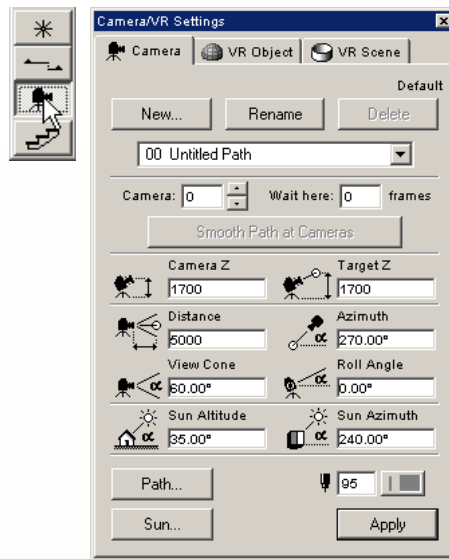 Camera/VR Settings
Camera VR Object VR Scene
Default
New... Rename Delete
00 Untitled Path
Camera: 0 Wait here: 0 frames
Smooth Path at Cameras
Camera Z Target Z
1700 1700
Distance Azimuth
5000 α 270.00°
View Cone Roll Angle
α 60.00° α 0.00°
Sun Altitude Sun Azimuth
α 35.00° α 240.00°
Path... 95
Sun... Apply